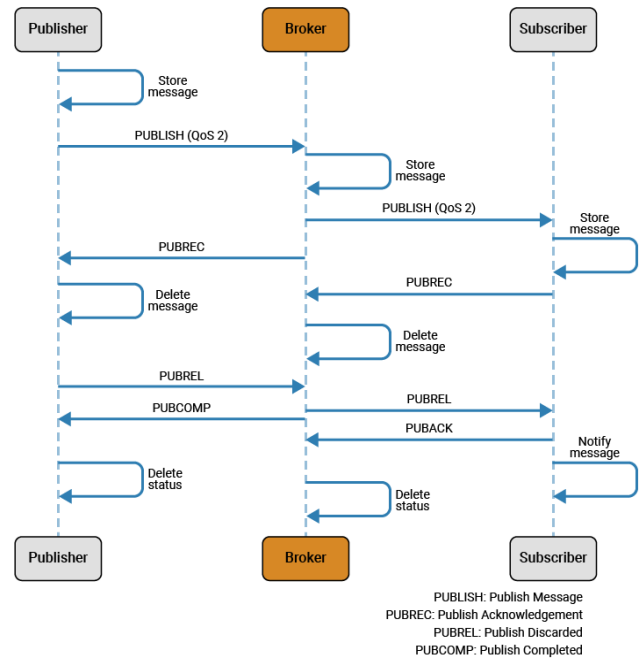 Publisher
Broker
Subscriber
Store
message
PUBLISH (QoS 2)
Store
message
PUBLISH (QoS 2)
Store
message
PUBREC
PUBREC
Delete
message
Delete
message
PUBREL
PUBREL
PUBCOMP
PUBACK
Notify
message
Delete
status
Delete
status
Publisher
Broker
Subscriber
PUBLISH: Publish Message
PUBREC: Publish Acknowledgement
PUBREL: Publish Discarded
PUBCOMP: Publish Completed